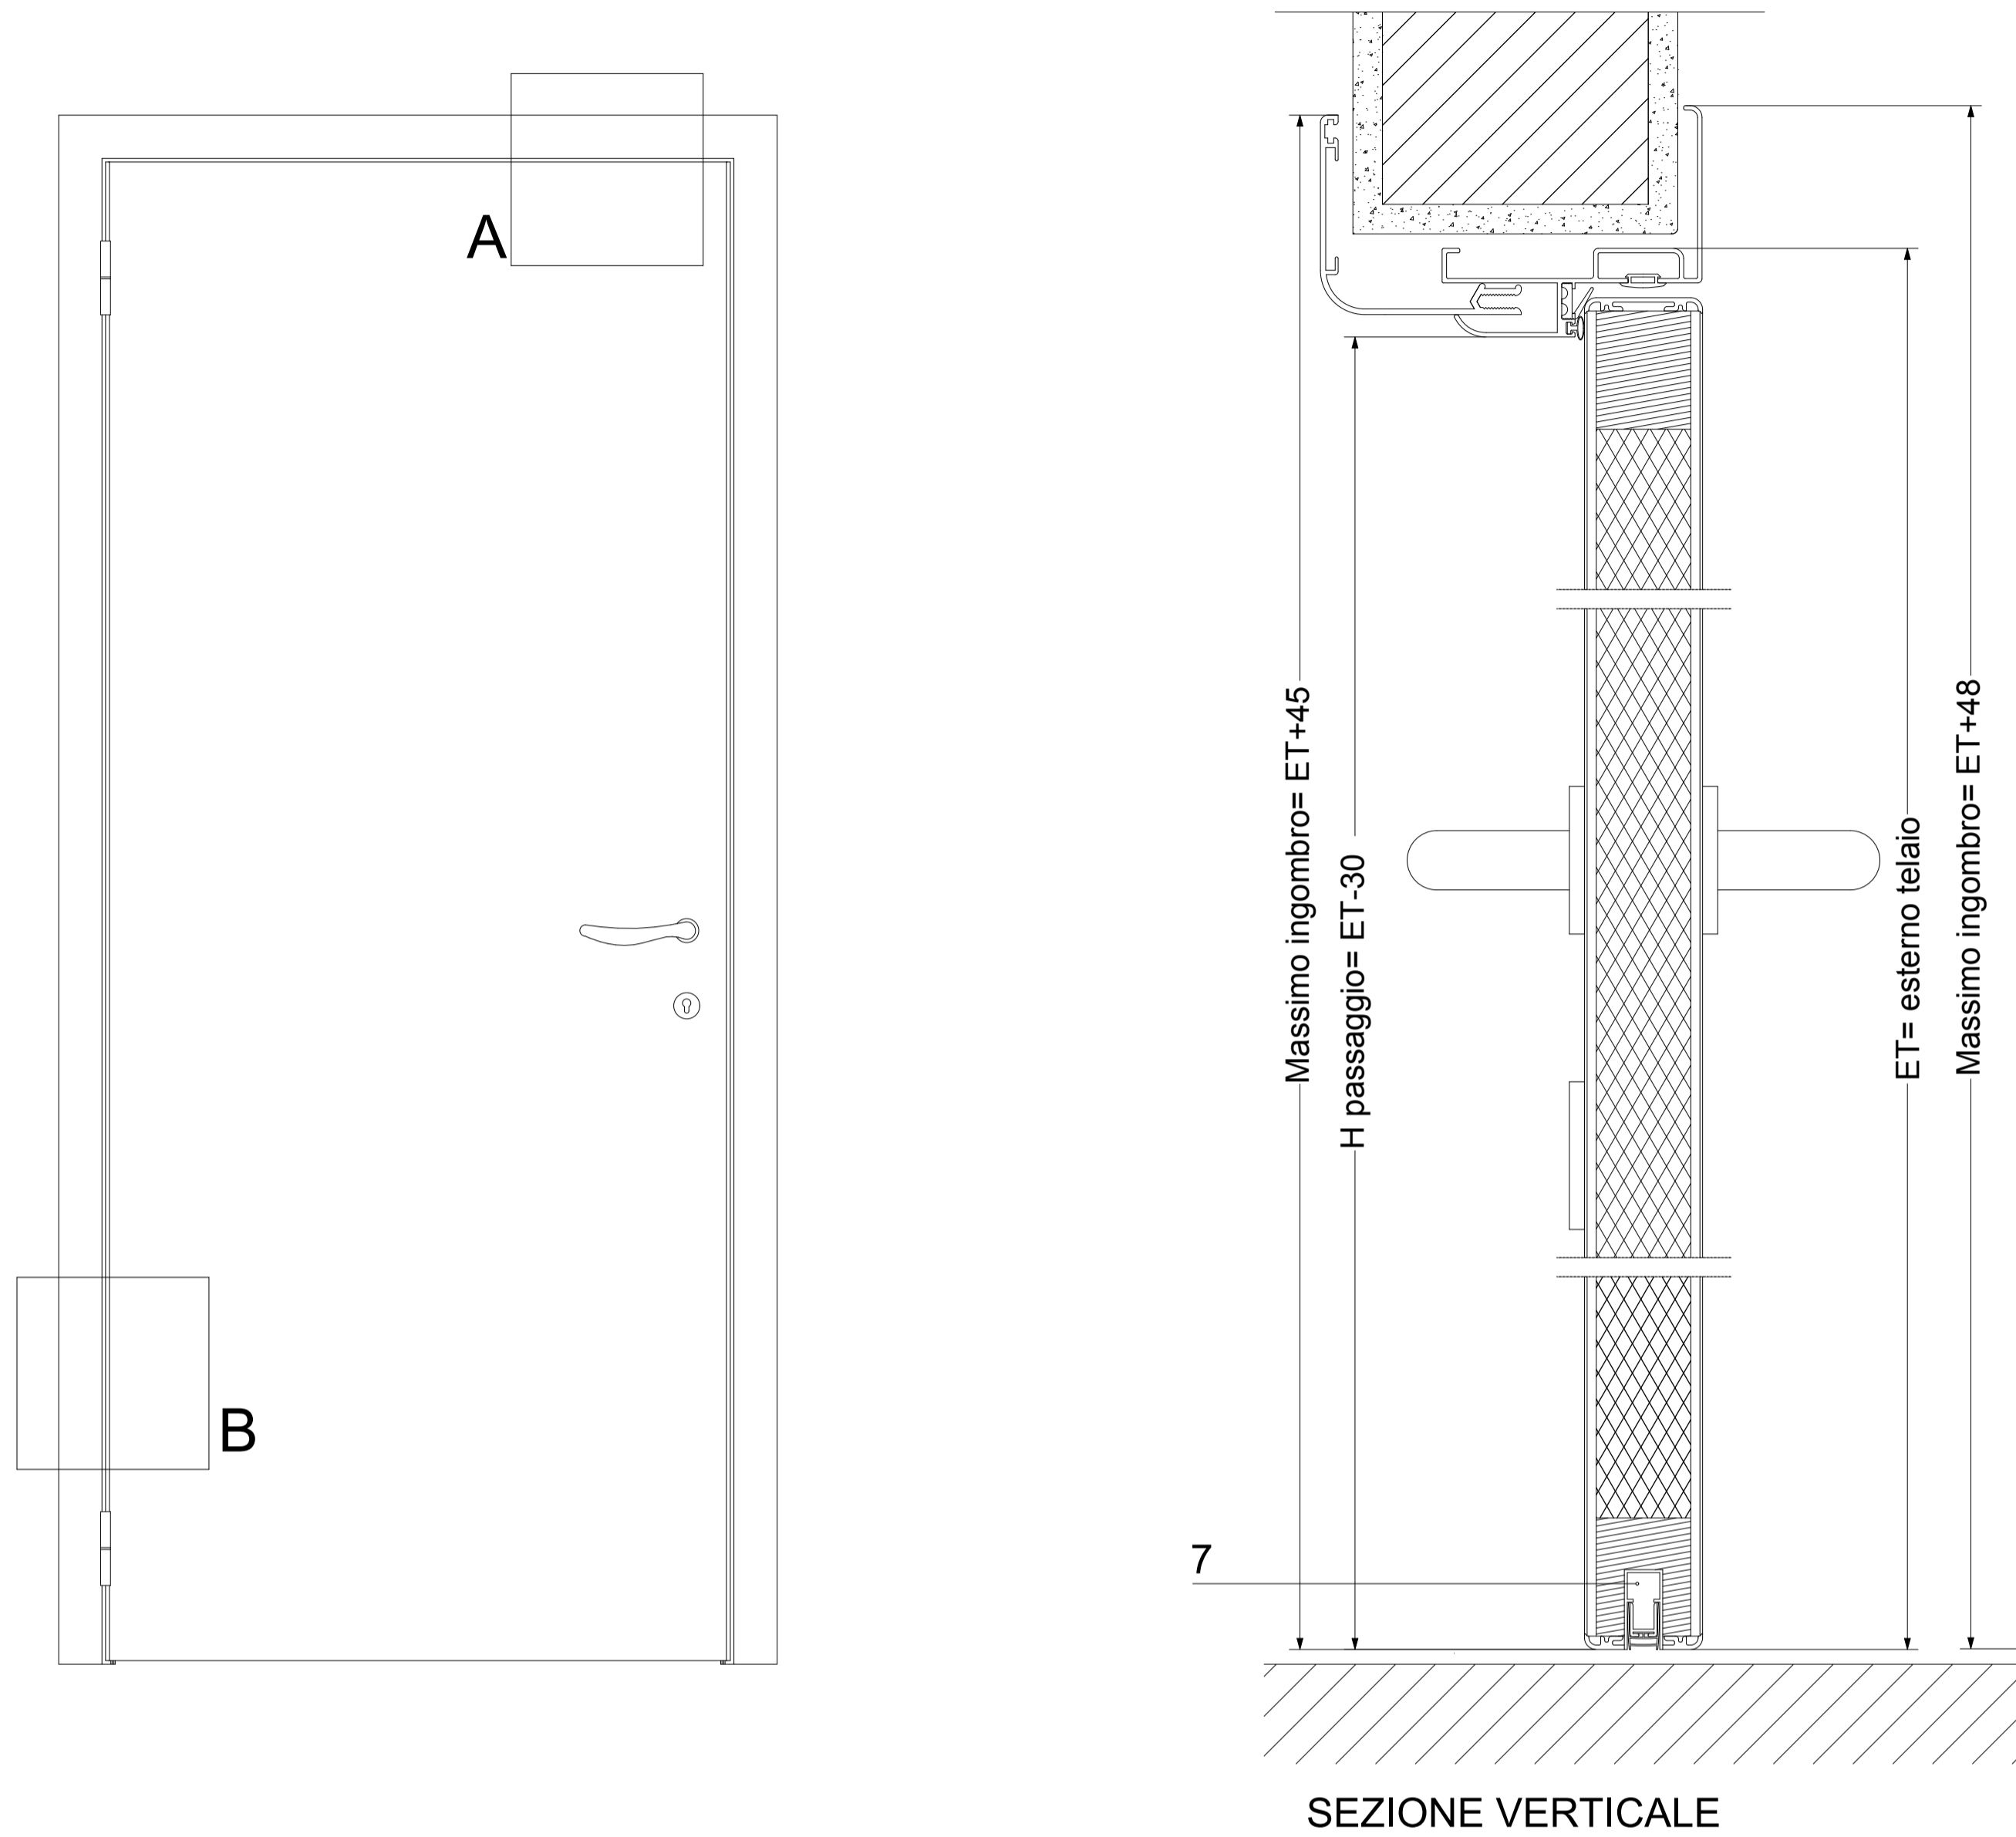 A
B
Massimo ingombro= ET+45
H passaggio= ET-30
ET= esterno telaio
Massimo ingombro= ET+48
7
SEZIONE VERTICALE